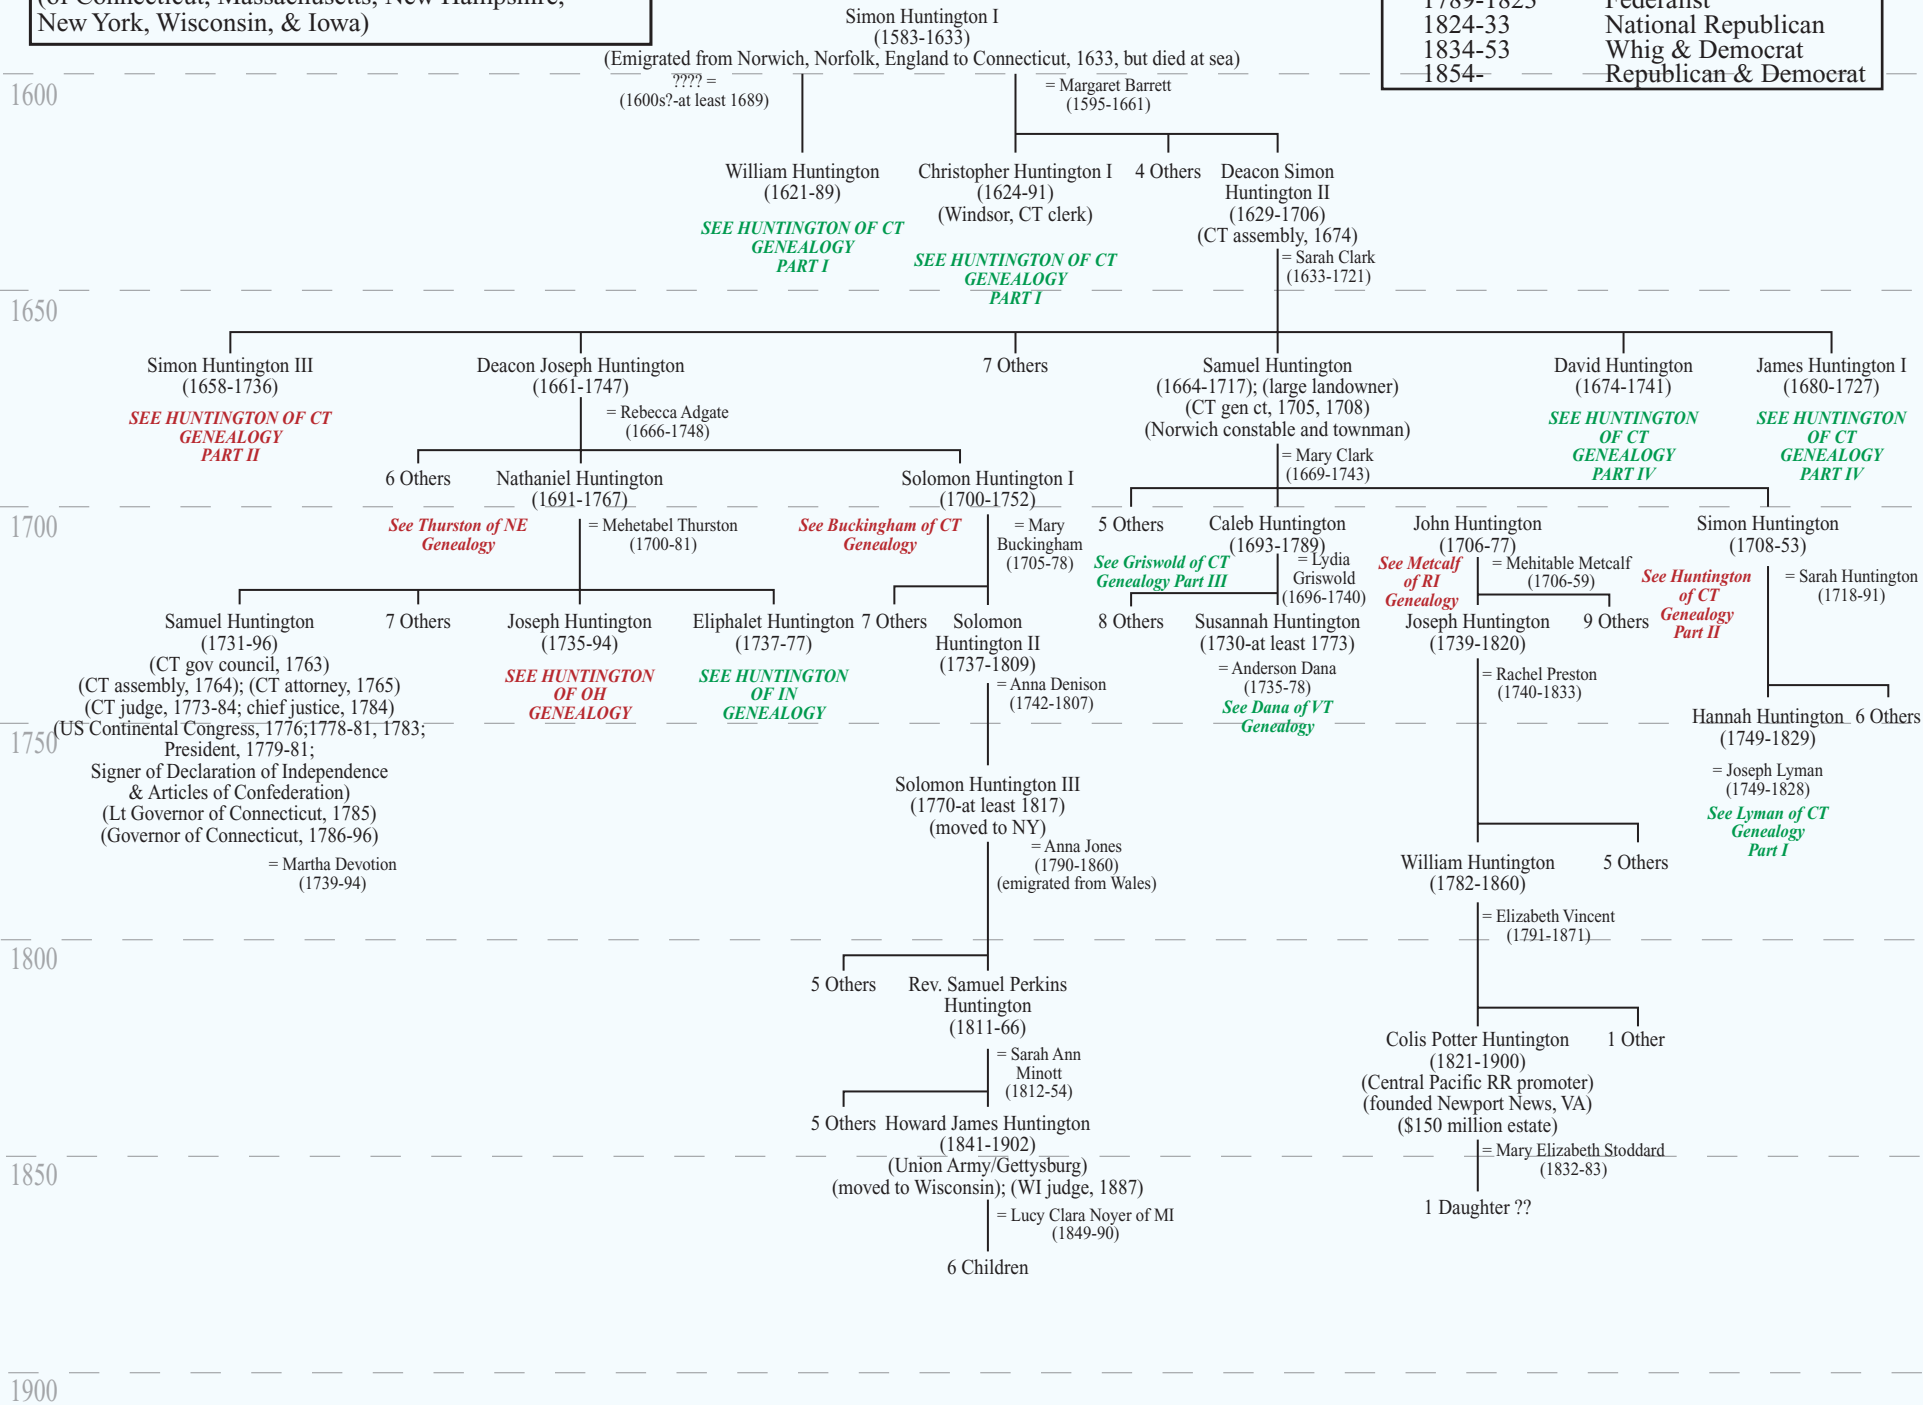 (of Connecticut, Massachusetts, New Hampshire,
New York, Wisconsin, & Iowa)
1789-1823 Federalist
1824-33 National Republican
1834-53 Whig & Democrat
1854- Republican & Democrat
Simon Huntington I
(1583-1633)
(Emigrated from Norwich, Norfolk, England to Connecticut, 1633, but died at sea)
1600
???? =
(1600s?-at least 1689)
= Margaret Barrett
(1595-1661)
William Huntington
(1621-89)
SEE HUNTINGTON OF CT
GENEALOGY
PART I
Christopher Huntington I
(1624-91)
(Windsor, CT clerk)
SEE HUNTINGTON OF CT
GENEALOGY
PART I
4 Others
Deacon Simon
Huntington II
(1629-1706)
(CT assembly, 1674)
= Sarah Clark
(1633-1721)
1650
Simon Huntington III
(1658-1736)
SEE HUNTINGTON OF CT
GENEALOGY
PART II
Deacon Joseph Huntington
(1661-1747)
= Rebecca Adgate
(1666-1748)
7 Others
Samuel Huntington
(1664-1717); (large landowner)
(CT gen ct, 1705, 1708)
(Norwich constable and townman)
= Mary Clark
(1669-1743)
David Huntington
(1674-1741)
SEE HUNTINGTON
OF CT
GENEALOGY
PART IV
James Huntington I
(1680-1727)
SEE HUNTINGTON
OF CT
GENEALOGY
PART IV
6 Others
Nathaniel Huntington
(1691-1767)
See Thurston of NE
Genealogy
= Mehetabel Thurston
(1700-81)
Solomon Huntington I
(1700-1752)
See Buckingham of CT
Genealogy
= Mary
Buckingham
(1705-78)
1700
5 Others
Caleb Huntington
(1693-1789)
See Griswold of CT
Genealogy Part III
= Lydia
Griswold
(1696-1740)
John Huntington
(1706-77)
See Metcalf
of RI
Genealogy
= Mehitable Metcalf
(1706-59)
Simon Huntington
(1708-53)
See Huntington
of CT
Genealogy
Part II
= Sarah Huntington
(1718-91)
Samuel Huntington
(1731-96)
(CT gov council, 1763)
(CT assembly, 1764); (CT attorney, 1765)
(CT judge, 1773-84; chief justice, 1784)
(US Continental Congress, 1776;1778-81, 1783;
President, 1779-81;
Signer of Declaration of Independence
& Articles of Confederation)
(Lt Governor of Connecticut, 1785)
(Governor of Connecticut, 1786-96)
= Martha Devotion
(1739-94)
7 Others
Joseph Huntington
(1735-94)
SEE HUNTINGTON
OF OH
GENEALOGY
Eliphalet Huntington
(1737-77)
SEE HUNTINGTON
OF IN
GENEALOGY
7 Others
Solomon
Huntington II
(1737-1809)
= Anna Denison
(1742-1807)
8 Others
Susannah Huntington
(1730-at least 1773)
= Anderson Dana
(1735-78)
See Dana of VT
Genealogy
Joseph Huntington
(1739-1820)
= Rachel Preston
(1740-1833)
9 Others
Hannah Huntington
(1749-1829)
= Joseph Lyman
(1749-1828)
See Lyman of CT
Genealogy
Part I
6 Others
1750
Solomon Huntington III
(1770-at least 1817)
(moved to NY)
= Anna Jones
(1790-1860)
(emigrated from Wales)
William Huntington
(1782-1860)
= Elizabeth Vincent
(1791-1871)
5 Others
1800
5 Others
Rev. Samuel Perkins
Huntington
(1811-66)
= Sarah Ann
Minott
(1812-54)
Colis Potter Huntington
(1821-1900)
(Central Pacific RR promoter)
(founded Newport News, VA)
($150 million estate)
= Mary Elizabeth Stoddard
(1832-83)
1 Other
5 Others
Howard James Huntington
(1841-1902)
(Union Army/Gettysburg)
(moved to Wisconsin); (WI judge, 1887)
= Lucy Clara Noyer of MI
(1849-90)
1850
1 Daughter ??
6 Children
1900